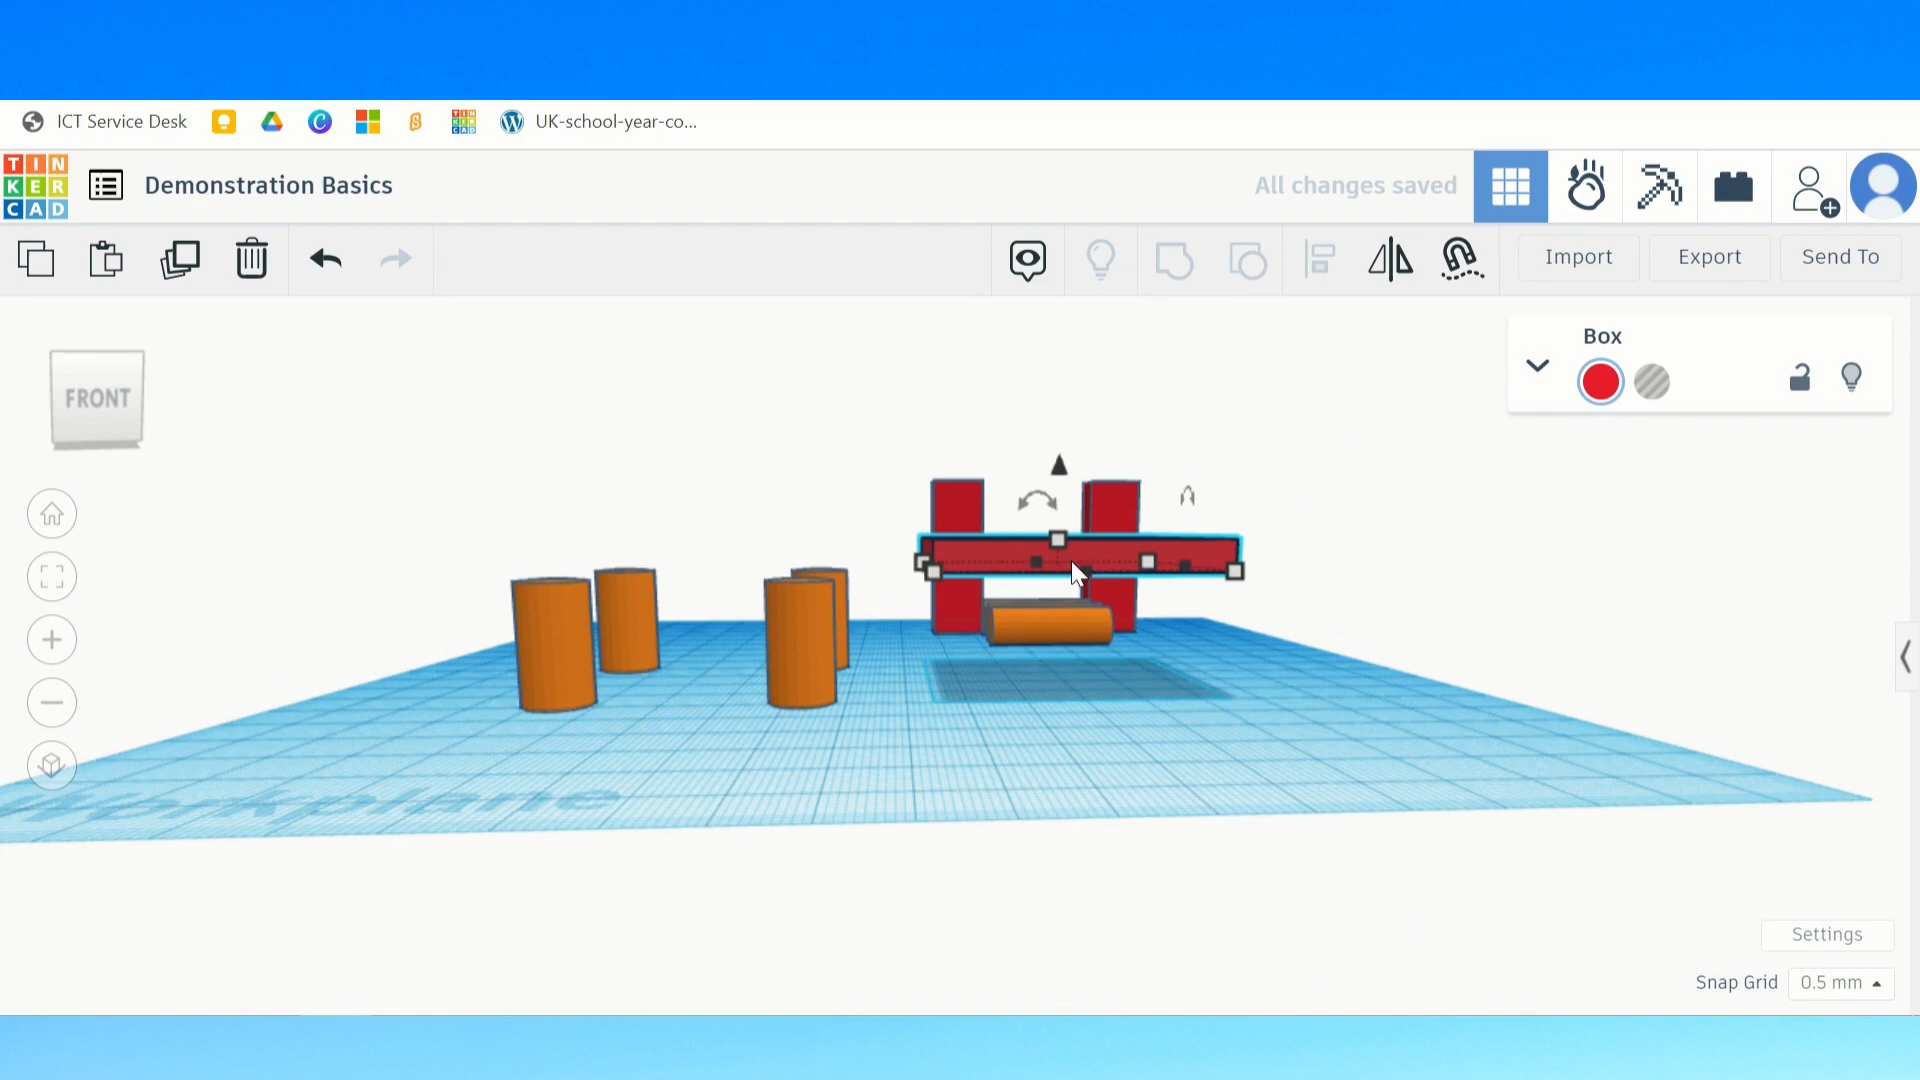 ICT Service Desk
UK-school-year-co...
TIN
KER
CAD
Demonstration Basics
All changes saved
Import
Export
Send To
Box
FRONT
Workplane
Settings
Snap Grid
0.5 mm